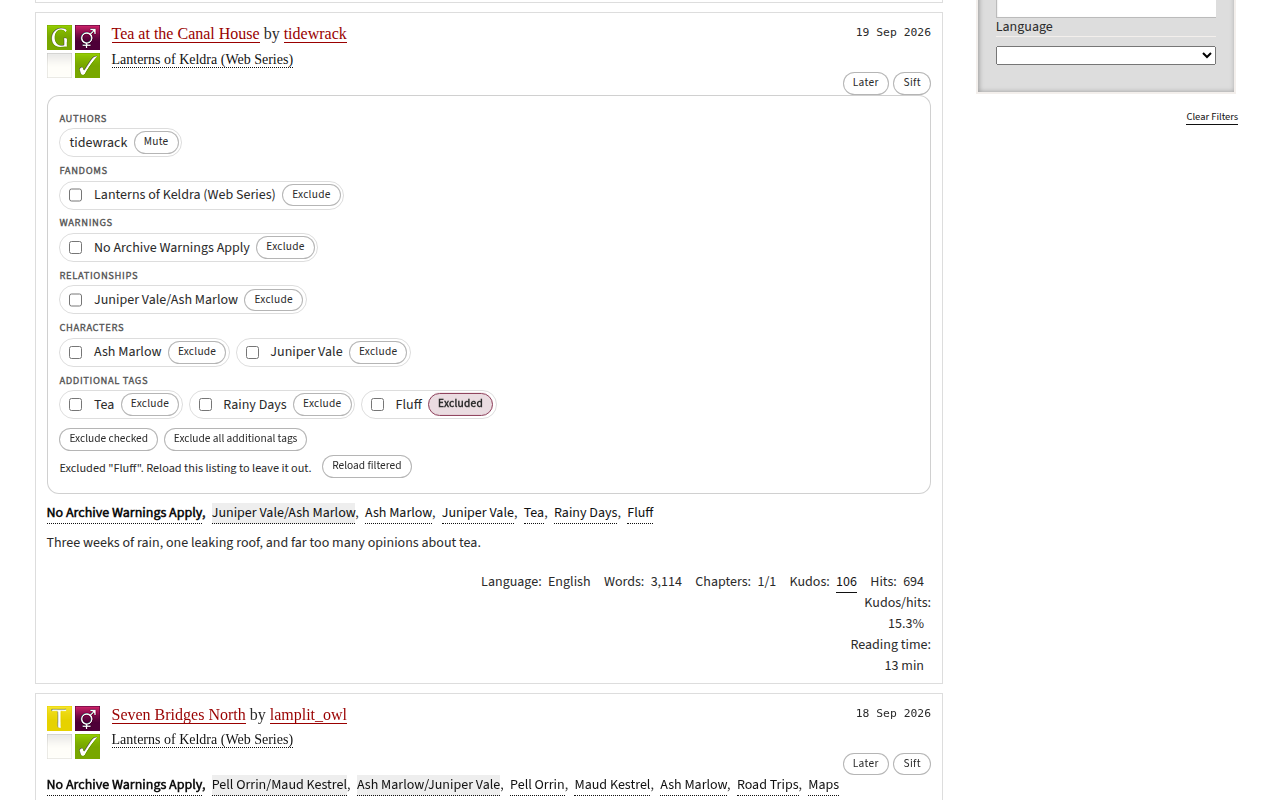 Tea at the Canal House by tidewrack
19 Sep 2026
Lanterns of Keldra (Web Series)
Later Sift
AUTHORS
tidewrack Mute
FANDOMS
Lanterns of Keldra (Web Series) Exclude
WARNINGS
No Archive Warnings Apply Exclude
RELATIONSHIPS
Juniper Vale/Ash Marlow Exclude
CHARACTERS
Ash Marlow Exclude Juniper Vale Exclude
ADDITIONAL TAGS
Tea Exclude Rainy Days Exclude Fluff Excluded
Exclude checked Exclude all additional tags
Excluded "Fluff". Reload this listing to leave it out. Reload filtered
No Archive Warnings Apply, Juniper Vale/Ash Marlow, Ash Marlow, Juniper Vale, Tea, Rainy Days, Fluff
Three weeks of rain, one leaking roof, and far too many opinions about tea.
Language: English Words: 3,114 Chapters: 1/1 Kudos: 106 Hits: 694
Kudos/hits:
15.3%
Reading time:
13 min
G
T
Seven Bridges North by lamplit_owl
18 Sep 2026
Lanterns of Keldra (Web Series)
Later Sift
No Archive Warnings Apply, Pell Orrin/Maud Kestrel, Ash Marlow/Juniper Vale, Pell Orrin, Maud Kestrel, Ash Marlow, Road Trips, Maps
Language
Clear Filters